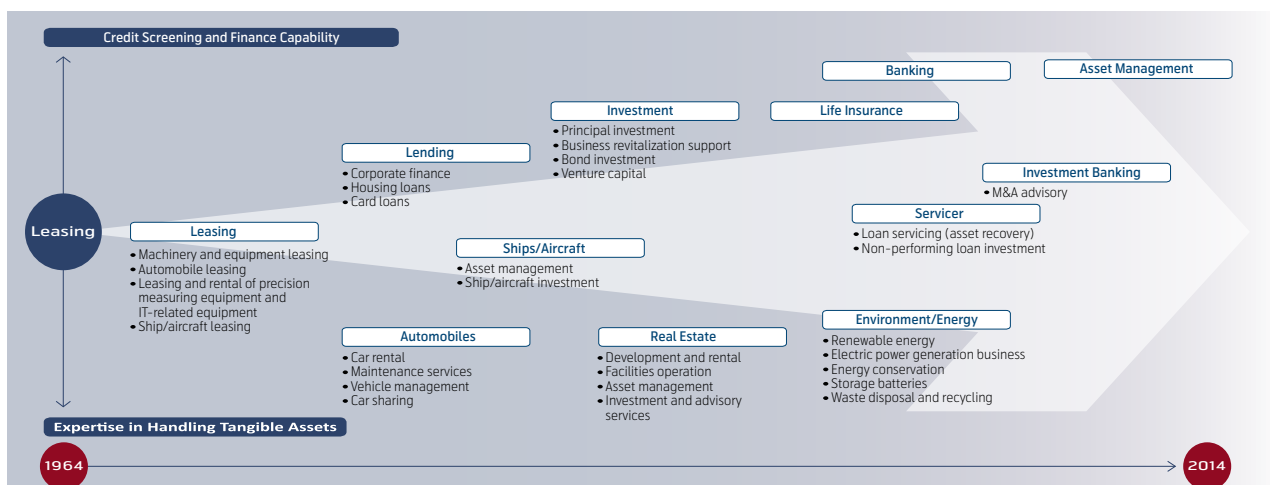 Credit Screening and Finance Capability
Banking
Asset Management
Investment
• Principal investment
• Business revitalization support
• Bond investment
• Venture capital
Life Insurance
Lending
• Corporate finance
• Housing loans
• Card loans
Investment Banking
• M&A advisory
Servicer
• Loan servicing (asset recovery)
• Non-performing loan investment
Leasing
Leasing
• Machinery and equipment leasing
• Automobile leasing
• Leasing and rental of precision
measuring equipment and
IT-related equipment
• Ship/aircraft leasing
Ships/Aircraft
• Asset management
• Ship/aircraft investment
Automobiles
• Car rental
• Maintenance services
• Vehicle management
• Car sharing
Real Estate
• Development and rental
• Facilities operation
• Asset management
• Investment and advisory
services
Environment/Energy
• Renewable energy
• Electric power generation business
• Energy conservation
• Storage batteries
• Waste disposal and recycling
Expertise in Handling Tangible Assets
1964
2014